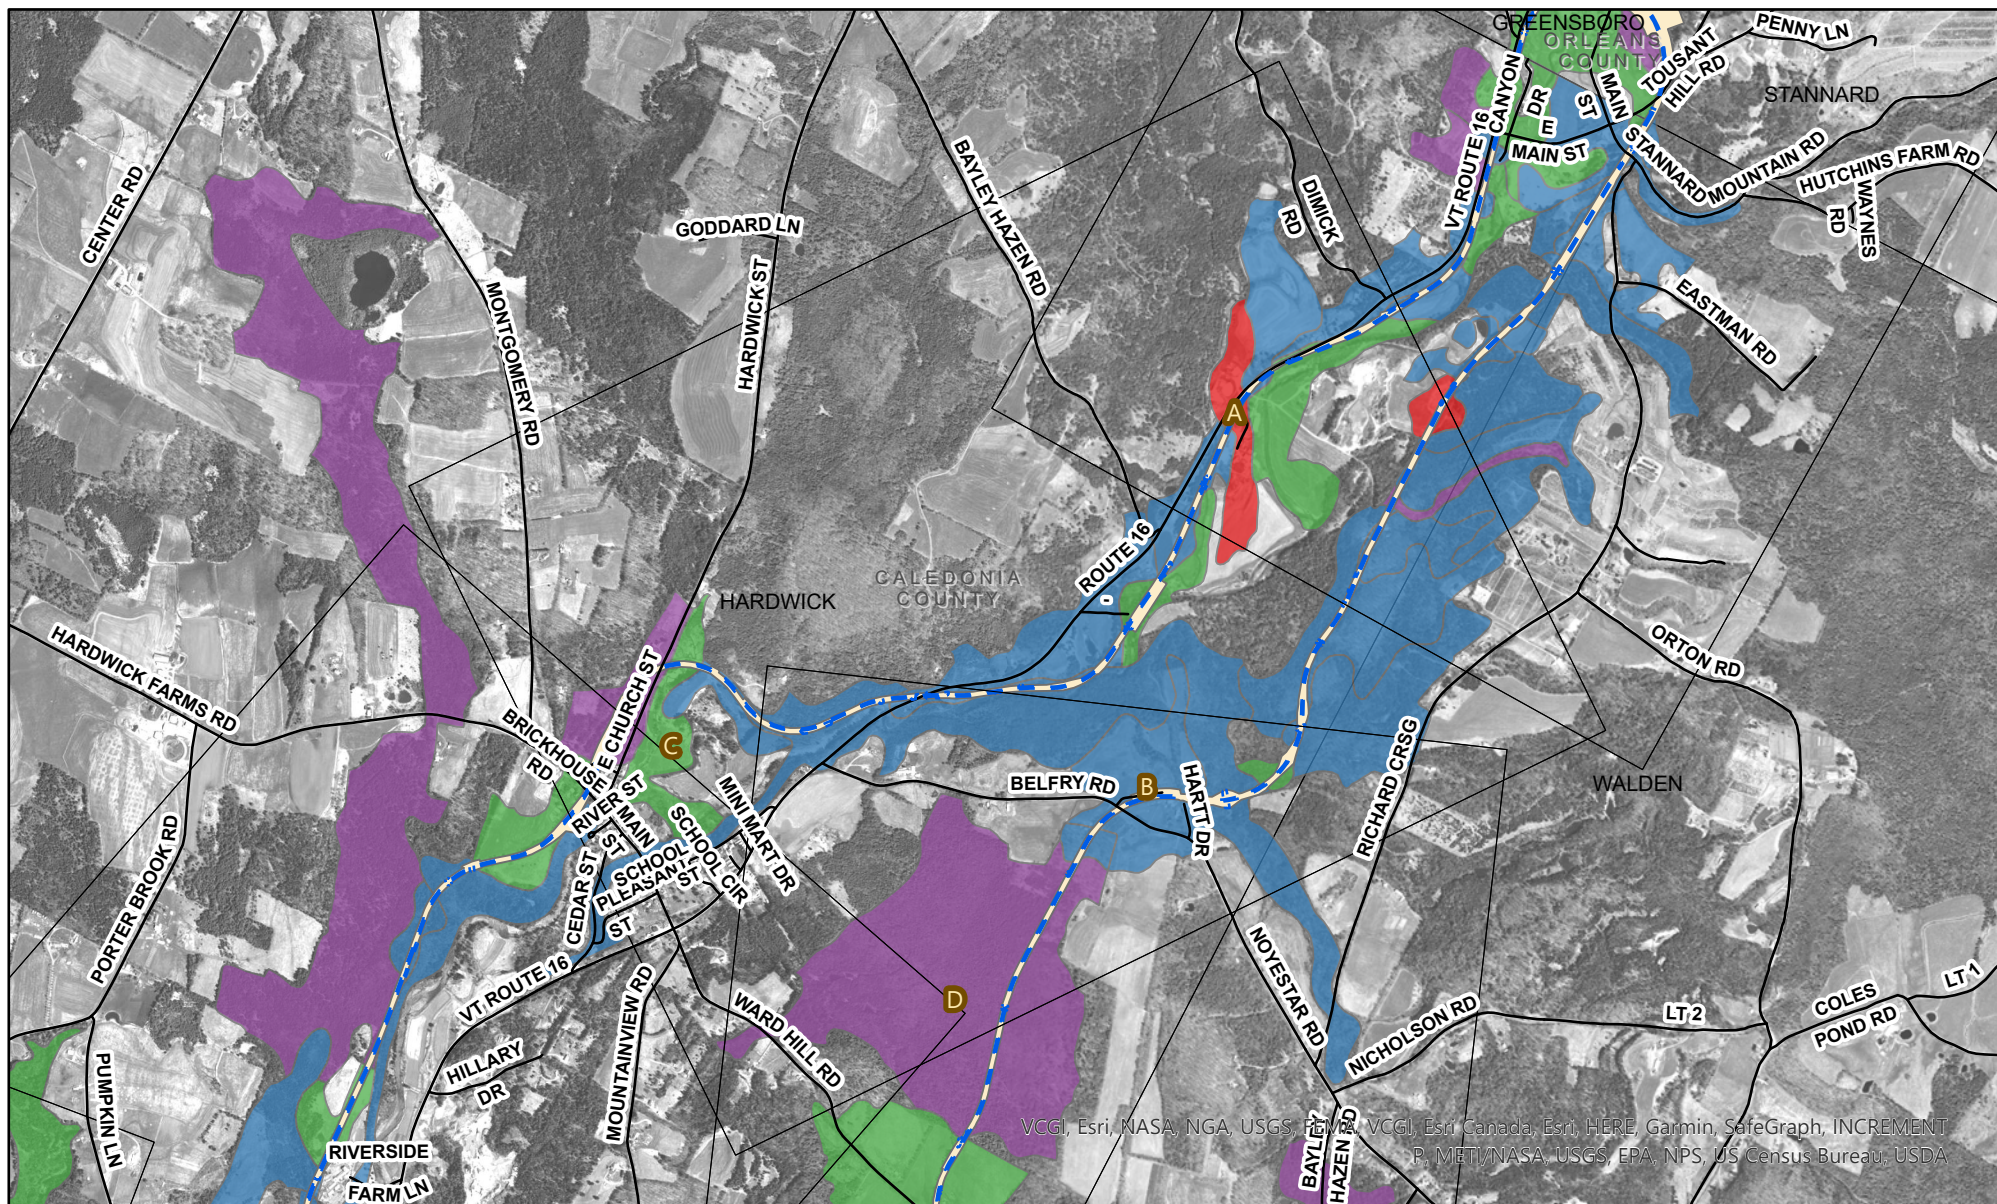 GREENSBORO
ORLEANS
COUNTY
PENNY LN
TOUSANT
HILL RD
STANNARD
CANYON
DR
E
MAIN
ST
MAIN ST
VT ROUTE 16
STANNARD
MOUNTAIN RD
HUTCHINS FARM RD
WAYNES
RD
CENTER RD
BAYLEY HAZEN RD
DIMICK
RD
GODDARD LN
HARDWICK ST
MONTGOMERY RD
EASTMAN RD
A
ROUTE 16
-
CALEDONIA
COUNTY
HARDWICK
HARDWICK FARMS RD
ORTON RD
E CHURCH ST
BRICKHOUSE
RD
C
RIVER ST
MAIN
ST
MINI MART DR
SCHOOL CIR
SCHOOL
ST
PLEASANT
ST
CEDAR ST
BELFRY RD
B
HARTT DR
RICHARD CRSG
WALDEN
PORTER BROOK RD
VT ROUTE 16
D
NOYESTAR RD
LT 1
COLES
POND RD
LT 2
NICHOLSON RD
WARD HILL RD
MOUNTAINVIEW RD
HILLARY
DR
PUMPKIN LN
RIVERSIDE
FARM LN
BAYLEY
HAZEN RD
VCGI, Esri, NASA, NGA, USGS, FEMA, VCGI, Esri Canada, Esri, HERE, Garmin, SafeGraph, INCREMENT
P, METI/NASA, USGS, EPA, NPS, US Census Bureau, USDA